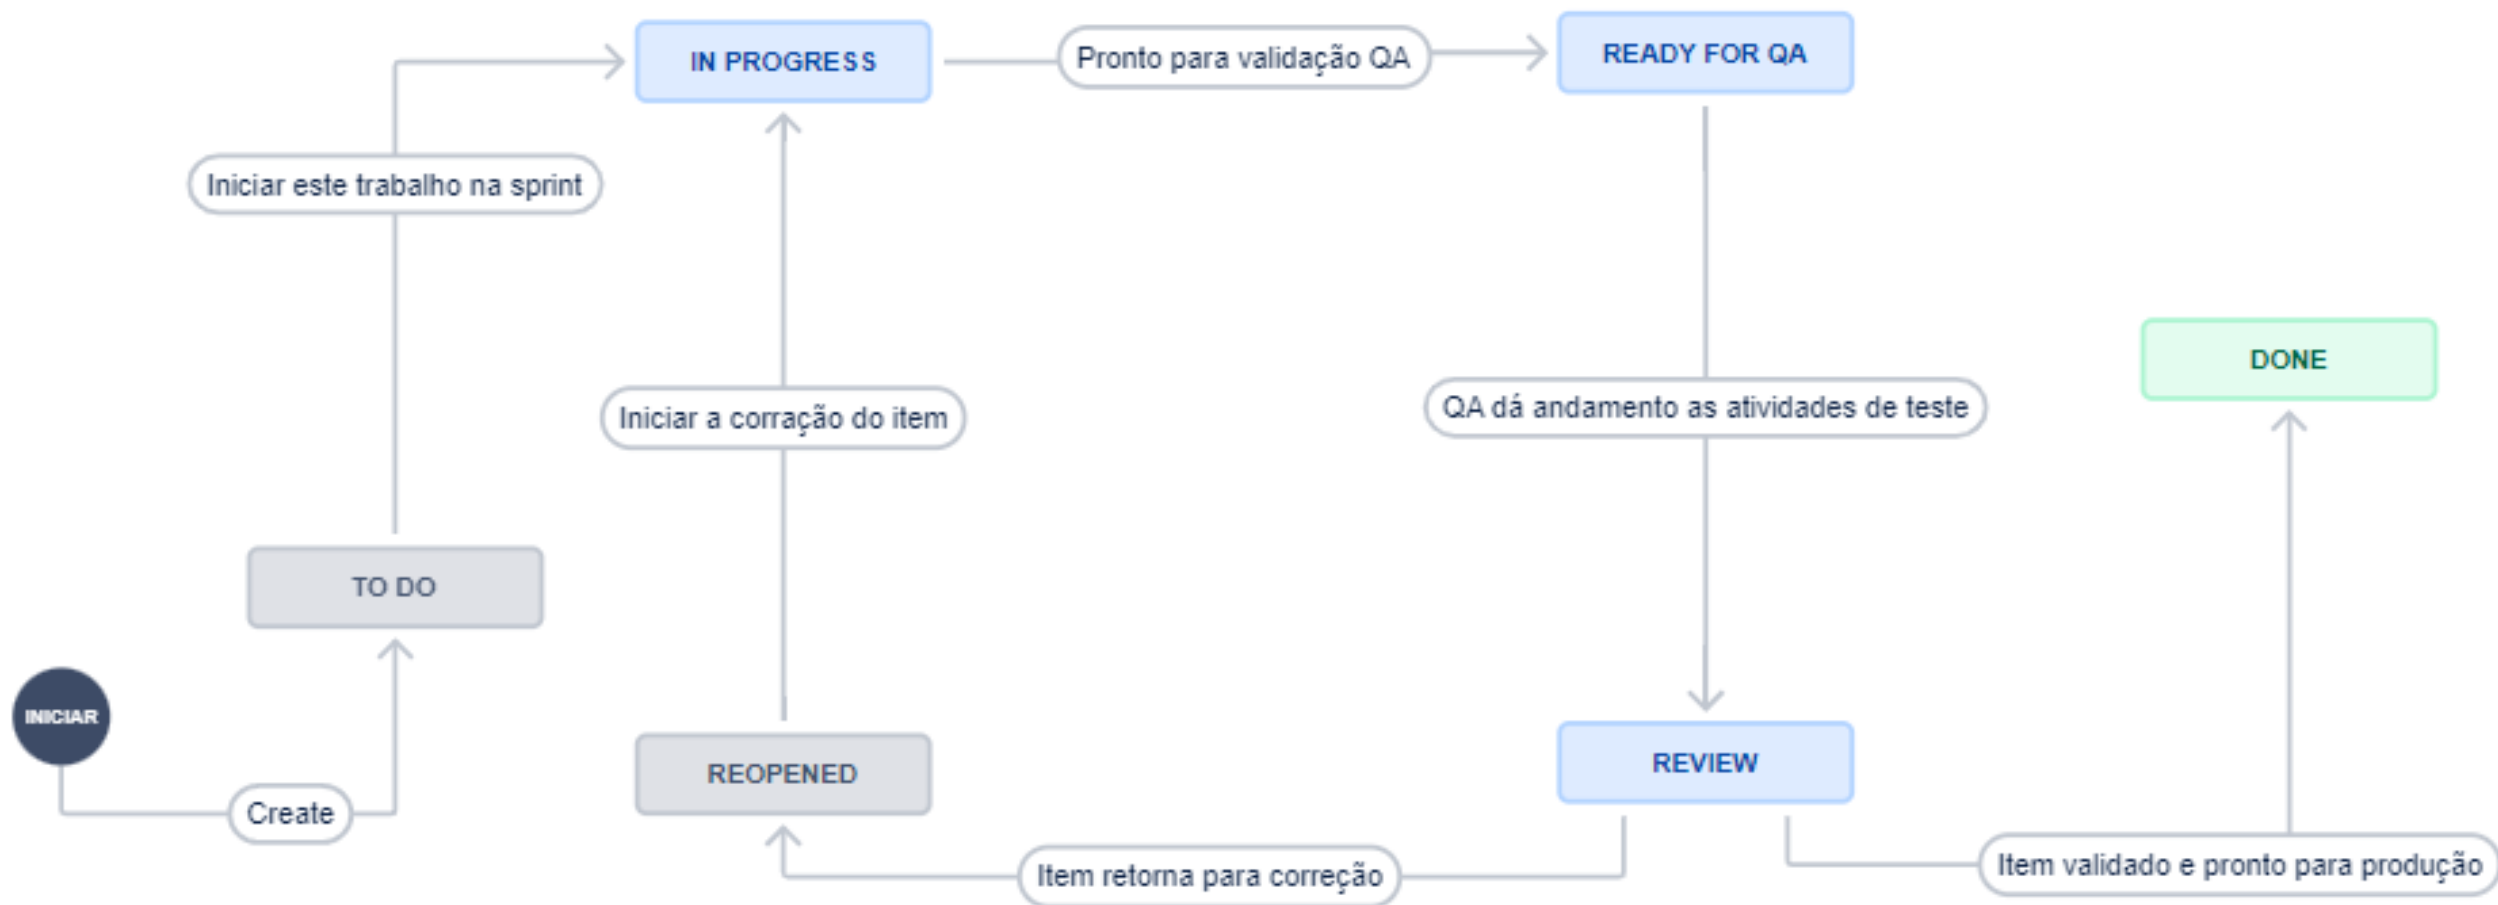 IN PROGRESS
Pronto para validação QA
READY FOR QA
Iniciar este trabalho na sprint
DONE
QA dá andamento as atividades de teste
Iniciar a corração do item
TO DO
INICIAR
REVIEW
REOPENED
Create
Item validado e pronto para produção
Item retorna para correção